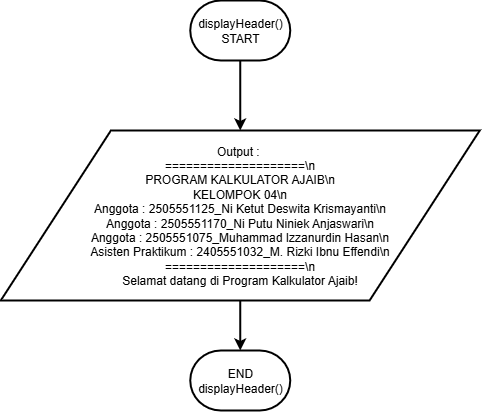 displayHeader()
START
Output :
====================\n
PROGRAM KALKULATOR AJAIB\n
KELOMPOK 04\n
Anggota : 2505551125_Ni Ketut Deswita Krismayanti\n
Anggota : 2505551170_Ni Putu Niniek Anjaswari\n
Anggota : 2505551075_Muhammad Izzanurdin Hasan\n
Asisten Praktikum : 2405551032_M. Rizki Ibnu Effendi\n
====================\n
Selamat datang di Program Kalkulator Ajaib!
END
displayHeader()